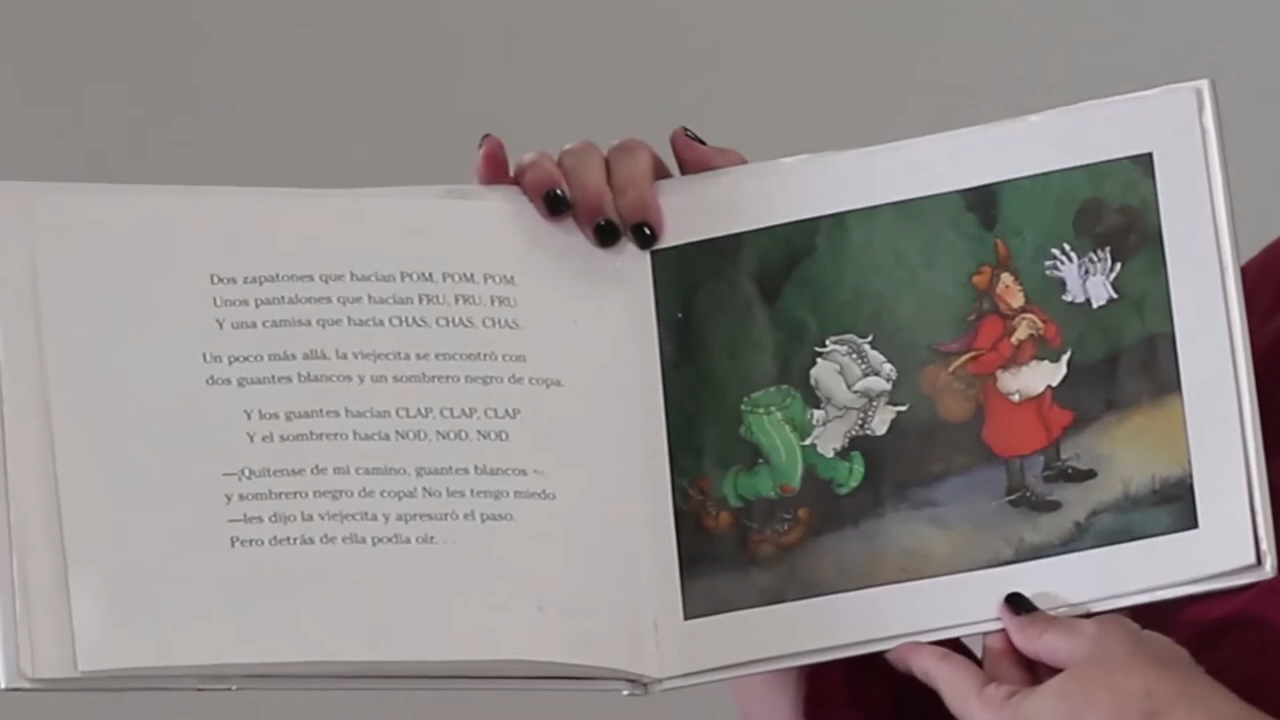 Dos zapatones que hacían POM, POM, POM.
Unos pantalones que hacían FRU, FRU, FRU.
Y una camisa que hacía CHAS, CHAS, CHAS.
Un poco más allá, la viejecita se encontró con
dos guantes blancos y un sombrero negro de copa.
Y los guantes hacían CLAP, CLAP, CLAP.
Y el sombrero hacía NOD, NOD, NOD.
—¡Quítense de mi camino, guantes blancos
y sombrero negro de copa! No les tengo miedo
—les dijo la viejecita y apresuró el paso.
Pero detrás de ella podía oír. . .